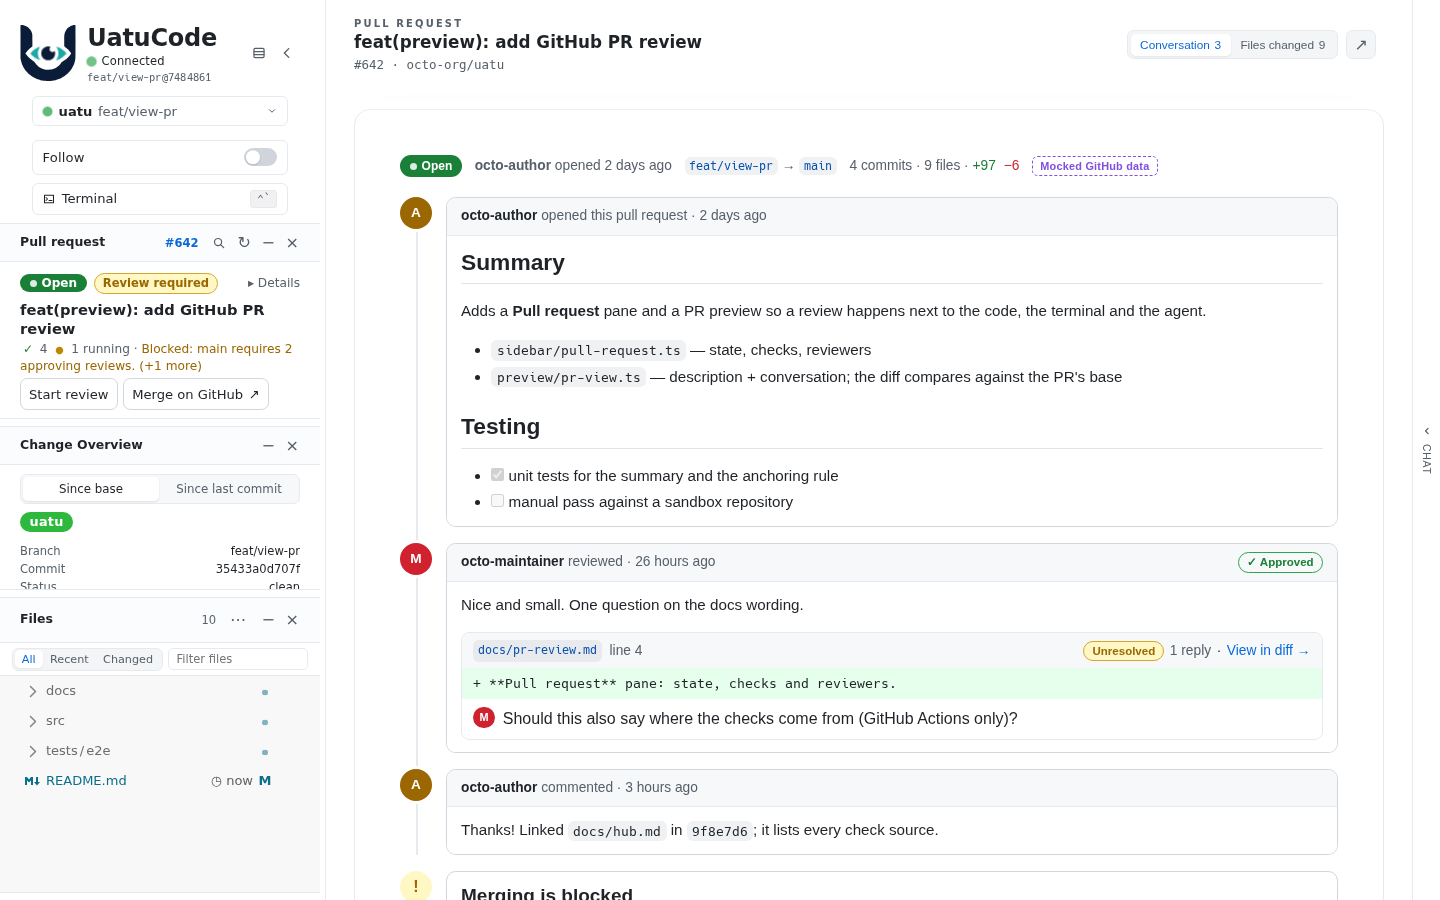 UatuCode
Connected
feat/view-pr@7484861
uatu feat/view-pr
Follow
Terminal ⌃`
Pull request #642
Open Review required ▸ Details
feat(preview): add GitHub PR
review
✓ 4 ● 1 running · Blocked: main requires 2
approving reviews. (+1 more)
Start review Merge on GitHub ↗
Change Overview
Since base Since last commit
uatu
Branch feat/view-pr
Commit 35433a0d707f
Status clean
Files 10 ⋯
All Recent Changed Filter files
docs
src
tests/e2e
README.md now M
PULL REQUEST
feat(preview): add GitHub PR review
#642 · octo-org/uatu
Conversation 3 Files changed 9 ↗
Open octo-author opened 2 days ago feat/view-pr → main 4 commits · 9 files · +97 −6 Mocked GitHub data
A octo-author opened this pull request · 2 days ago
Summary
Adds a Pull request pane and a PR preview so a review happens next to the code, the terminal and the agent.
• sidebar/pull-request.ts — state, checks, reviewers
• preview/pr-view.ts — description + conversation; the diff compares against the PR's base
Testing
• unit tests for the summary and the anchoring rule
• manual pass against a sandbox repository
M octo-maintainer reviewed · 26 hours ago ✓ Approved
Nice and small. One question on the docs wording.
docs/pr-review.md line 4 Unresolved 1 reply · View in diff →
+ **Pull request** pane: state, checks and reviewers.
M Should this also say where the checks come from (GitHub Actions only)?
A octo-author commented · 3 hours ago
Thanks! Linked docs/hub.md in 9f8e7d6; it lists every check source.
! Merging is blocked
CHAT